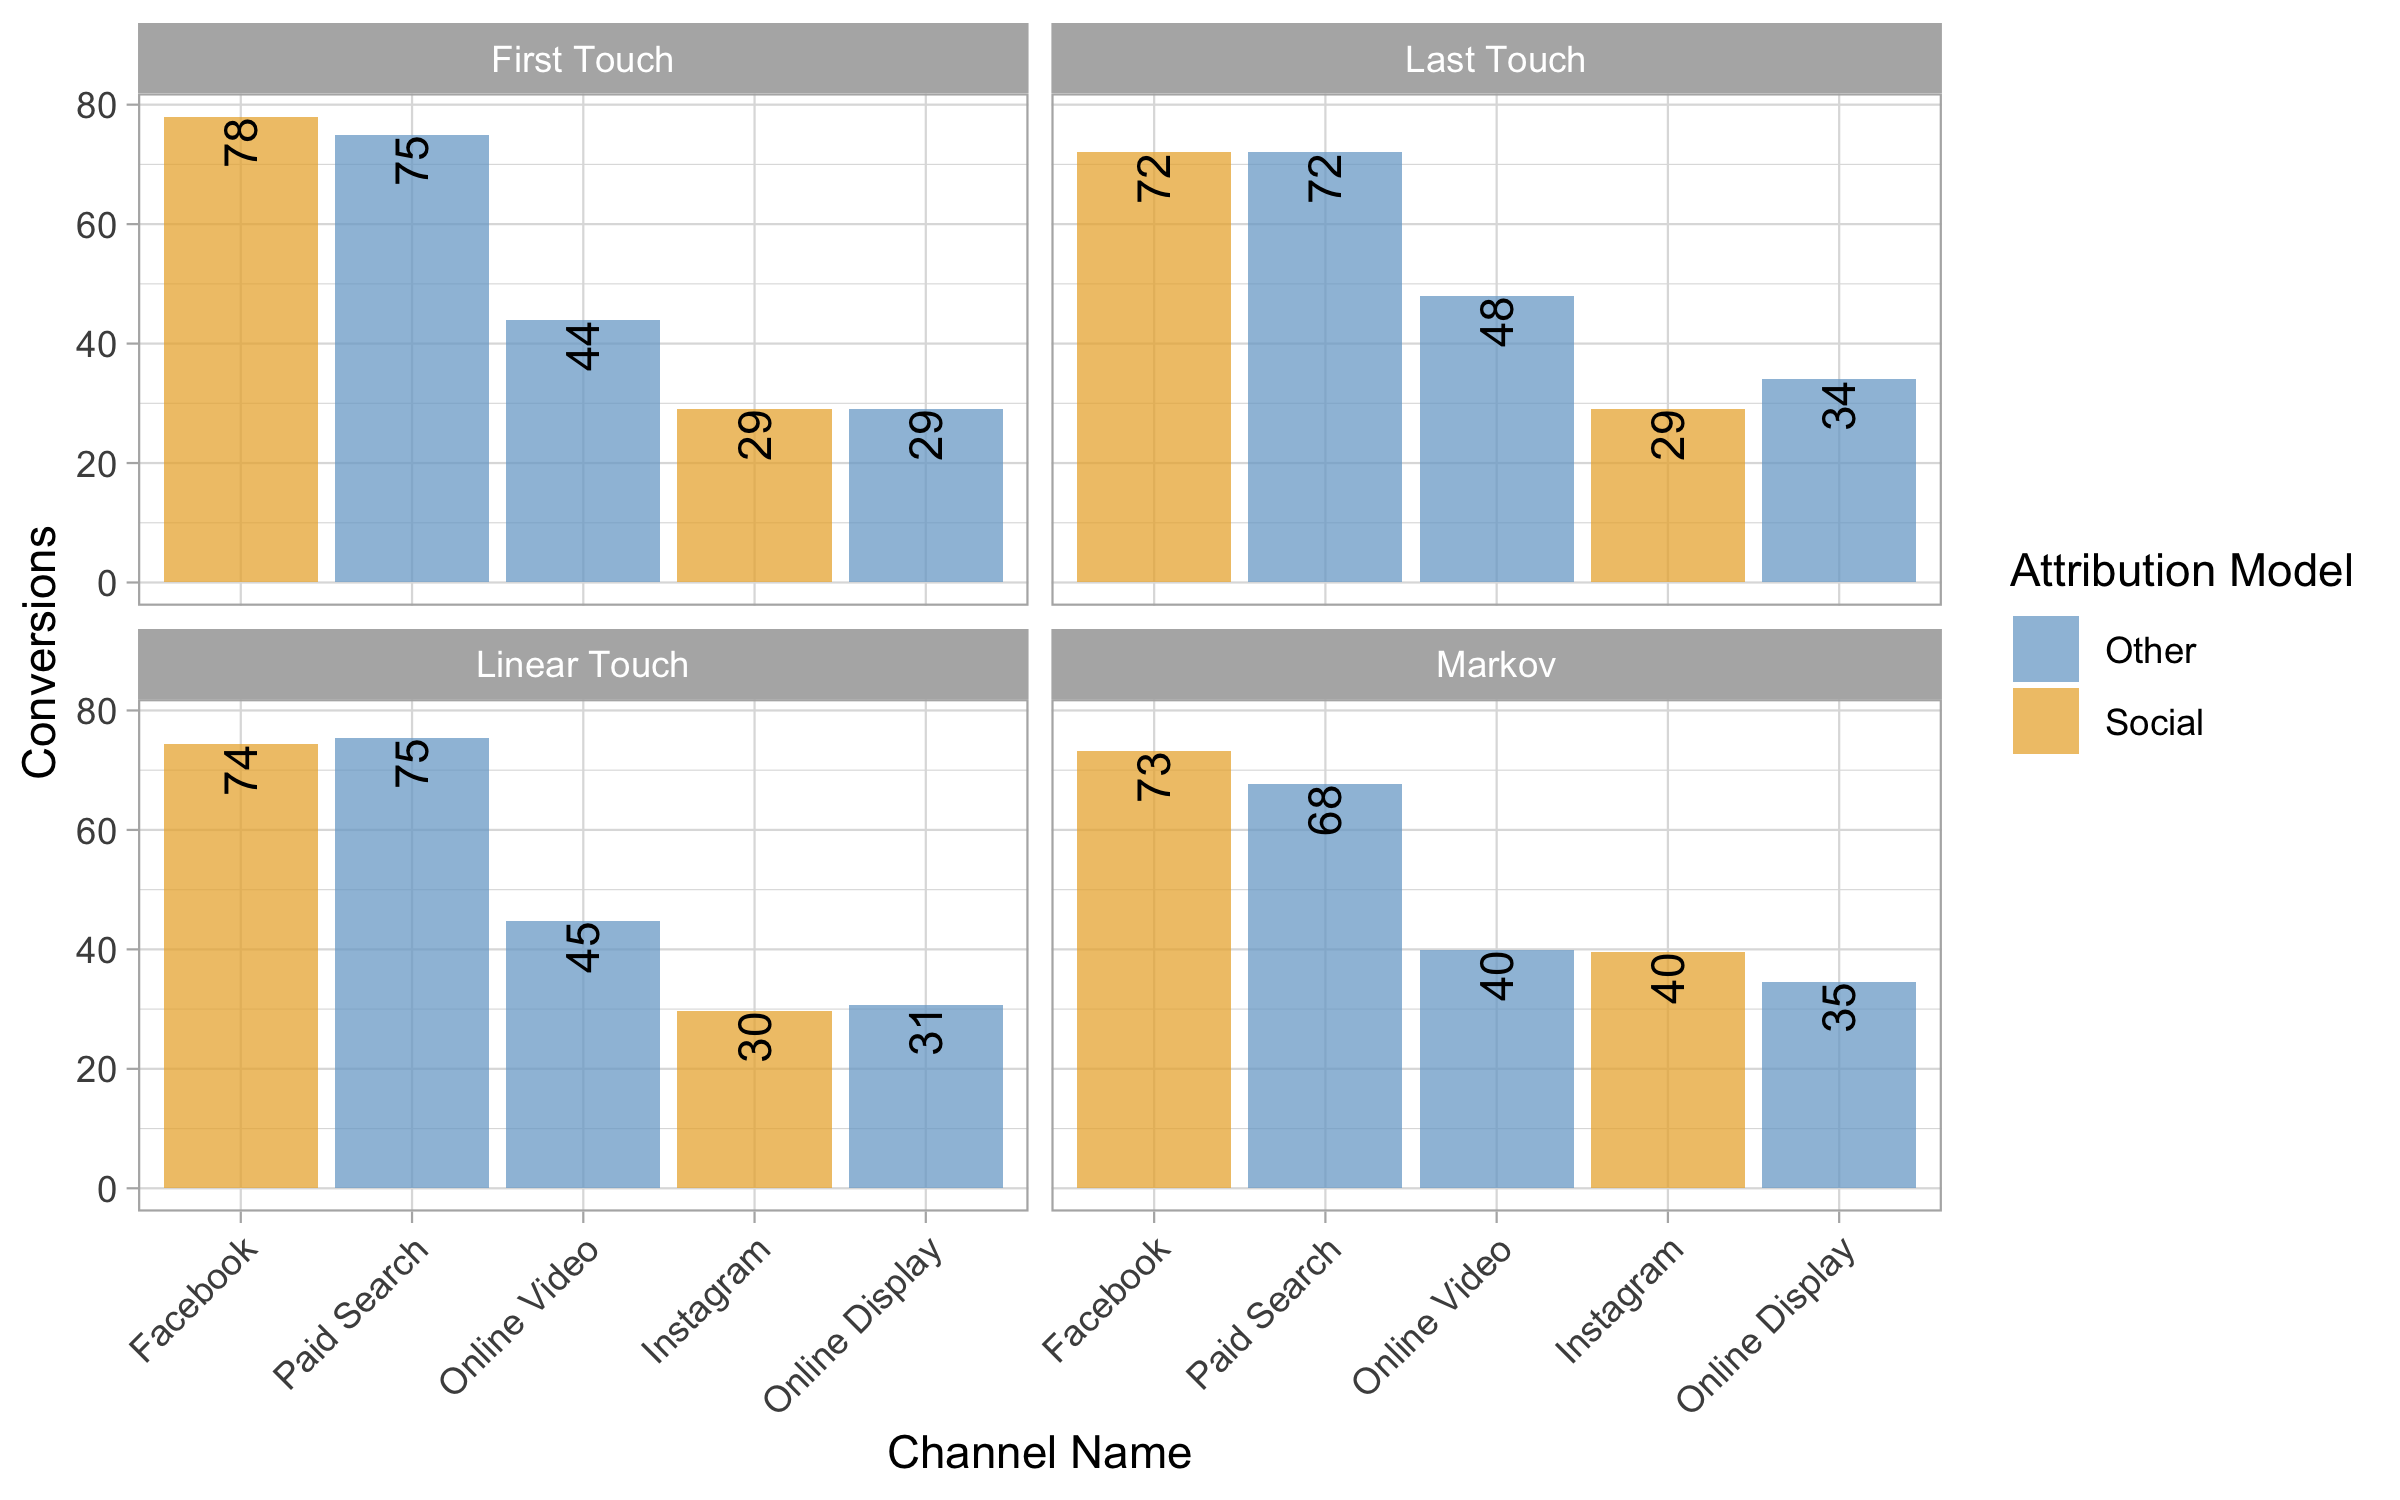 First Touch
Last Touch
80
60
40
20
0
78
75
44
29
29
72
72
48
29
34
Linear Touch
Markov
80
60
40
20
0
74
75
45
30
31
73
68
40
40
35
Conversions
Facebook
Paid Search
Online Video
Instagram
Online Display
Facebook
Paid Search
Online Video
Instagram
Online Display
Channel Name
Attribution Model
Other
Social